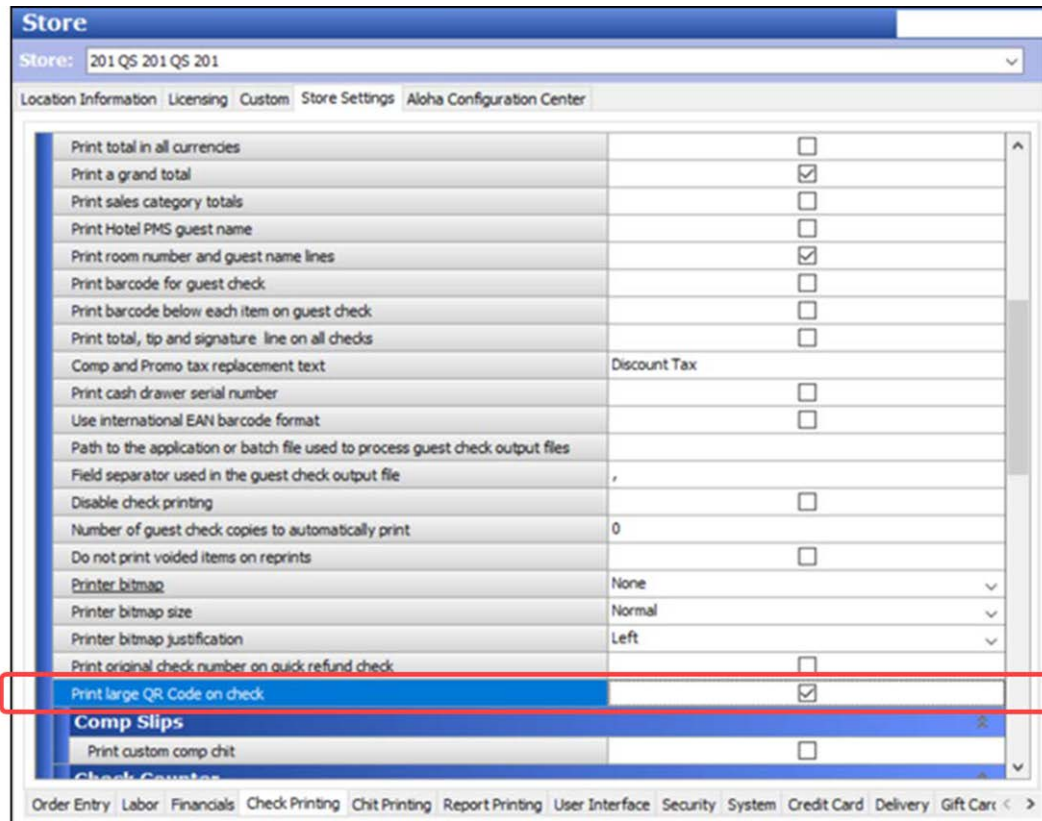 Store
Store: 201 QS 201 QS 201
Location Information Licensing Custom Store Settings Aloha Configuration Center
Print total in all currencies
Print a grand total
Print sales category totals
Print Hotel PMS guest name
Print room number and guest name lines
Print barcode for guest check
Print barcode below each item on guest check
Print total, tip and signature line on all checks
Comp and Promo tax replacement text Discount Tax
Print cash drawer serial number
Use international EAN barcode format
Path to the application or batch file used to process guest check output files
Field separator used in the guest check output file ,
Disable check printing
Number of guest check copies to automatically print 0
Do not print voided items on reprints
Printer bitmap None
Printer bitmap size Normal
Printer bitmap justification Left
Print original check number on quick refund check
Print large QR Code on check
Comp Slips
Print custom comp chit
Check Counter
Order Entry Labor Financials Check Printing Chit Printing Report Printing User Interface Security System Credit Card Delivery Gift Card